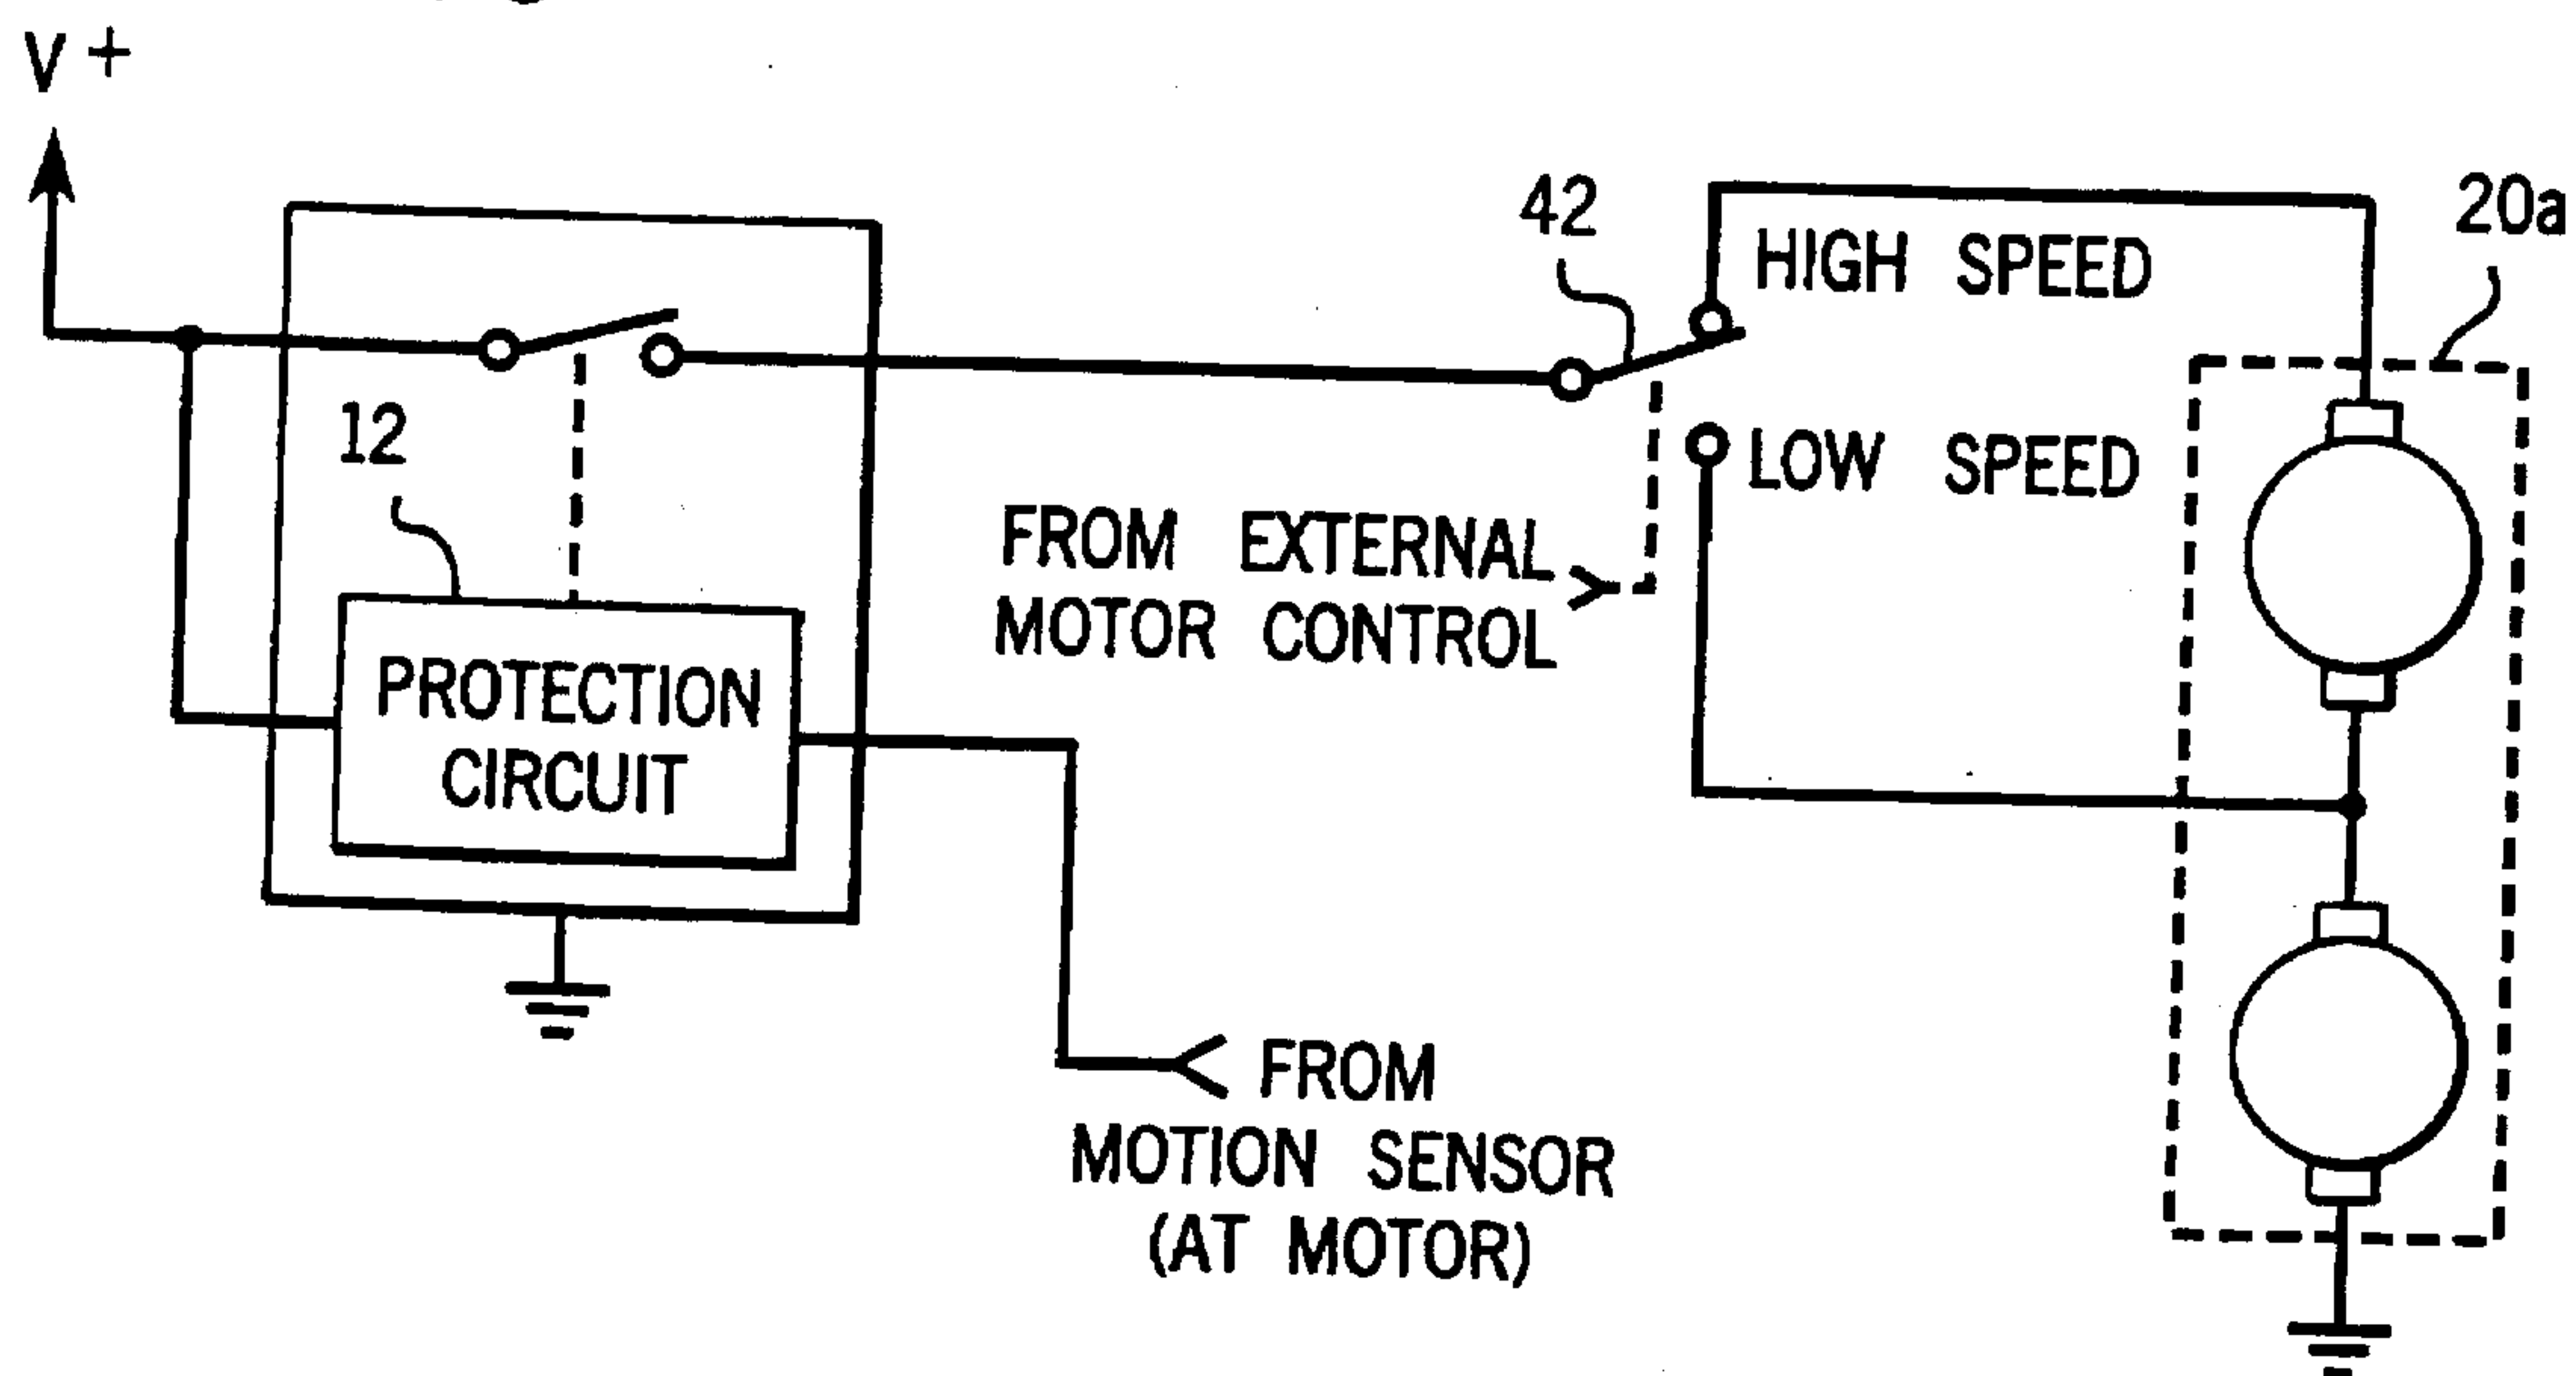 V +
42
20a
HIGH SPEED
12
LOW SPEED
FROM EXTERNAL
MOTOR CONTROL
PROTECTION
CIRCUIT
FROM
MOTION SENSOR
(AT MOTOR)